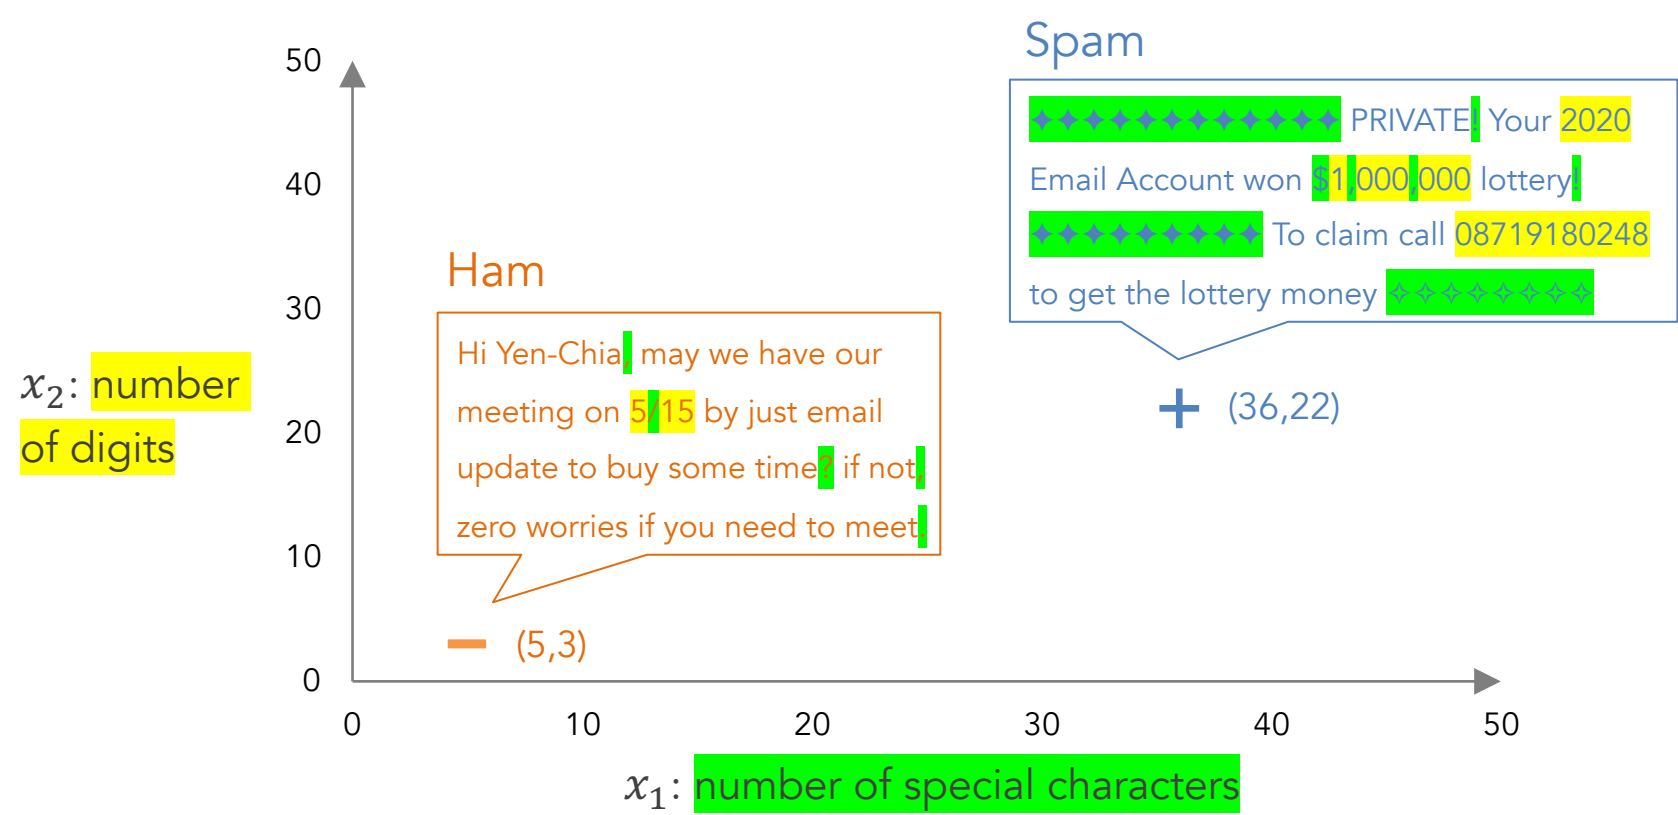 50
40
30
20
10
0
0
10
20
30
40
50
x₂: number
of digits
x₁: number of special characters
Ham
Hi Yen-Chia, may we have our
meeting on 5/15 by just email
update to buy some time? if not,
zero worries if you need to meet.
− (5,3)
Spam
✦✦✦✦✦✦✦✦✦✦✦✦ PRIVATE! Your 2020
Email Account won $1,000,000 lottery!
✦✦✦✦✦✦✦✦✦ To claim call 08719180248
to get the lottery money ✧✧✧✧✧✧✧✧
+ (36,22)